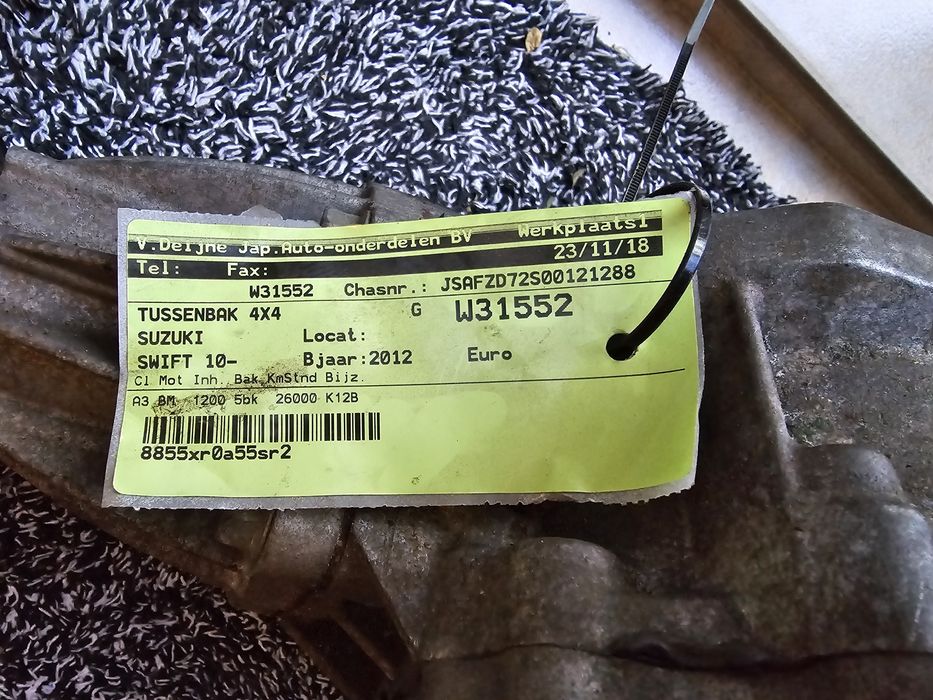 V.Deijne Jap.Auto-onderdelen BV Werkplaats1
23/11/18
Tel: Fax:
W31552 Chasnr.: JSAFZD72S00121288
TUSSENBAK 4X4 G W31552
SUZUKI Locat:
SWIFT 10- Bjaar:2012 Euro
Cl Mot Inh. Bak KmStnd Bijz.
A3 BM 1200 5bk 26000 K12B
8855xr0a55sr2